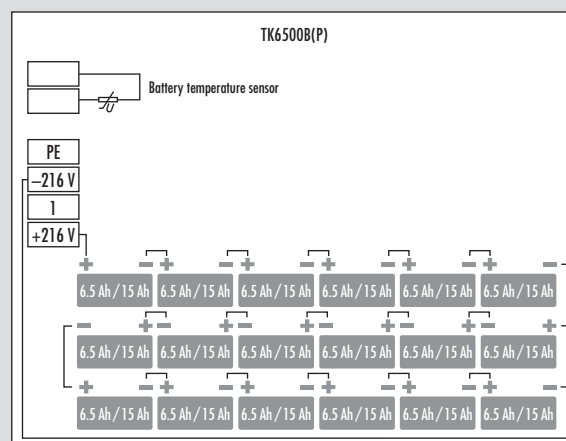 TK6500B(P)
Battery temperature sensor
PE
–216 V
1
+216 V
+ – + – + – + – + – + –
6.5 Ah / 15 Ah 6.5 Ah / 15 Ah 6.5 Ah / 15 Ah 6.5 Ah / 15 Ah 6.5 Ah / 15 Ah 6.5 Ah / 15 Ah
– + – + – + – + – + – +
6.5 Ah / 15 Ah 6.5 Ah / 15 Ah 6.5 Ah / 15 Ah 6.5 Ah / 15 Ah 6.5 Ah / 15 Ah 6.5 Ah / 15 Ah
+ – + – + – + – + – + –
6.5 Ah / 15 Ah 6.5 Ah / 15 Ah 6.5 Ah / 15 Ah 6.5 Ah / 15 Ah 6.5 Ah / 15 Ah 6.5 Ah / 15 Ah